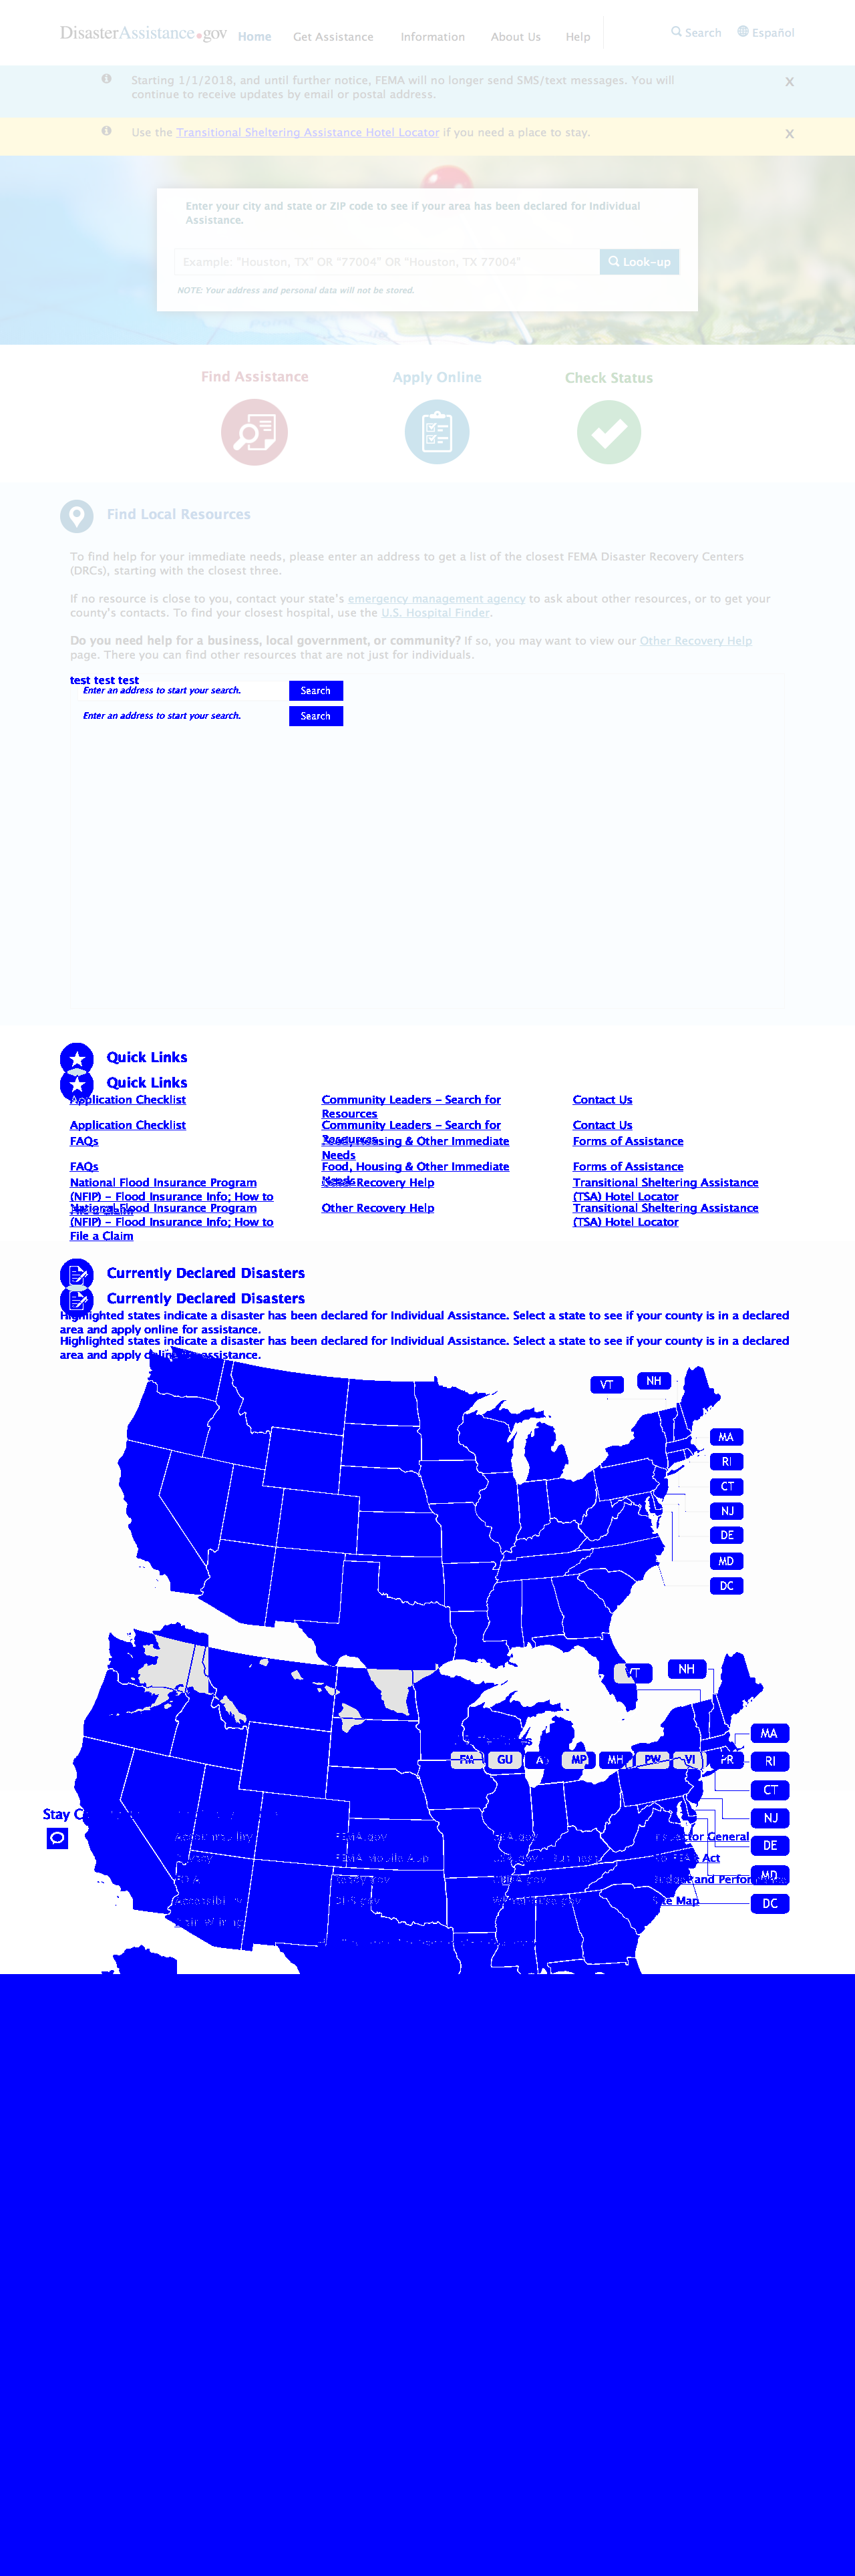 DisasterAssistance.gov Home Get Assistance Information About Us Help Search Español
Starting 1/1/2018, and until further notice, FEMA will no longer send SMS/text messages. You will X
continue to receive updates by email or postal address.
Use the Transitional Sheltering Assistance Hotel Locator if you need a place to stay. X
Enter your city and state or ZIP code to see if your area has been declared for Individual
Assistance.
Example: "Houston, TX" OR "77004" OR "Houston, TX 77004" Look-up
NOTE: Your address and personal data will not be stored.
Find Assistance Apply Online Check Status
Find Local Resources
To find help for your immediate needs, please enter an address to get a list of the closest FEMA Disaster Recovery Centers
(DRCs), starting with the closest three.
If no resource is close to you, contact your state's emergency management agency to ask about other resources, or to get your
county's contacts. To find your closest hospital, use the U.S. Hospital Finder.
Do you need help for a business, local government, or community? If so, you may want to view our Other Recovery Help
page. There you can find other resources that are not just for individuals.
test test test
Enter an address to start your search. Search
Enter an address to start your search. Search
Quick Links
Quick Links
Application Checklist Community Leaders - Search for Contact Us
Resources
Application Checklist Community Leaders - Search for Contact Us
Resources
FAQs Food, Housing & Other Immediate Forms of Assistance
Needs
FAQs Food, Housing & Other Immediate Forms of Assistance
Needs
National Flood Insurance Program Other Recovery Help Transitional Sheltering Assistance
(NFIP) - Flood Insurance Info; How to (TSA) Hotel Locator
File a Claim
National Flood Insurance Program Other Recovery Help Transitional Sheltering Assistance
(NFIP) - Flood Insurance Info; How to (TSA) Hotel Locator
File a Claim
Currently Declared Disasters
Currently Declared Disasters
Highlighted states indicate a disaster has been declared for Individual Assistance. Select a state to see if your county is in a declared
area and apply online for assistance.
Highlighted states indicate a disaster has been declared for Individual Assistance. Select a state to see if your county is in a declared
area and apply online for assistance.
VT NH
MA
RI
CT
NJ
DE
MD
DC
VT NH
MA
FM GU MP MH PW VI PR RI
CT
Stay NJ
Accessibility FEMA.gov USA.gov Inspector General
DE
FEMA Mobile App Act
MD
Budget and Performance
DHS.gov Site Map
DC